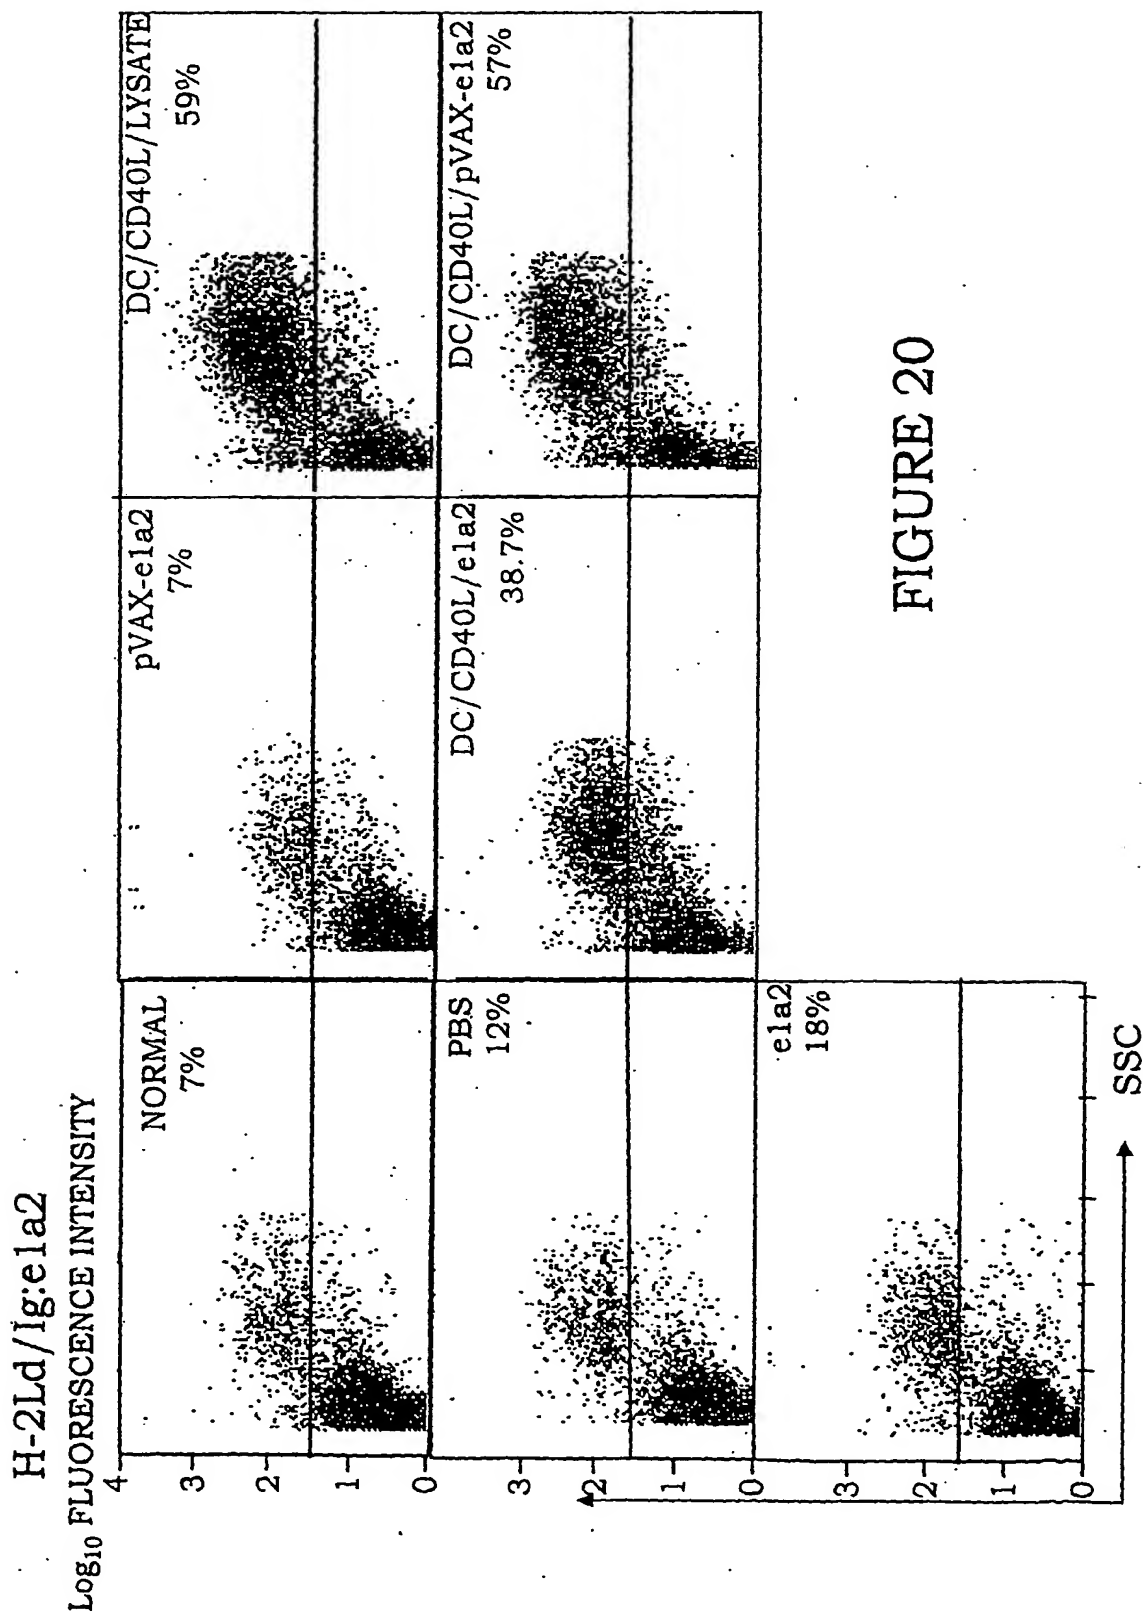 H-2Ld/Ig:e1a2
Log10 FLUORESCENCE INTENSITY
4
3
2
1
0
NORMAL
7%
pVAX-e1a2
7%
DC/CD40L/LYSATE
59%
3
2
1
0
PBS
12%
DC/CD40L/e1a2
38.7%
DC/CD40L/pVAX-e1a2
57%
3
2
1
0
e1a2
18%
SSC
FIGURE 20